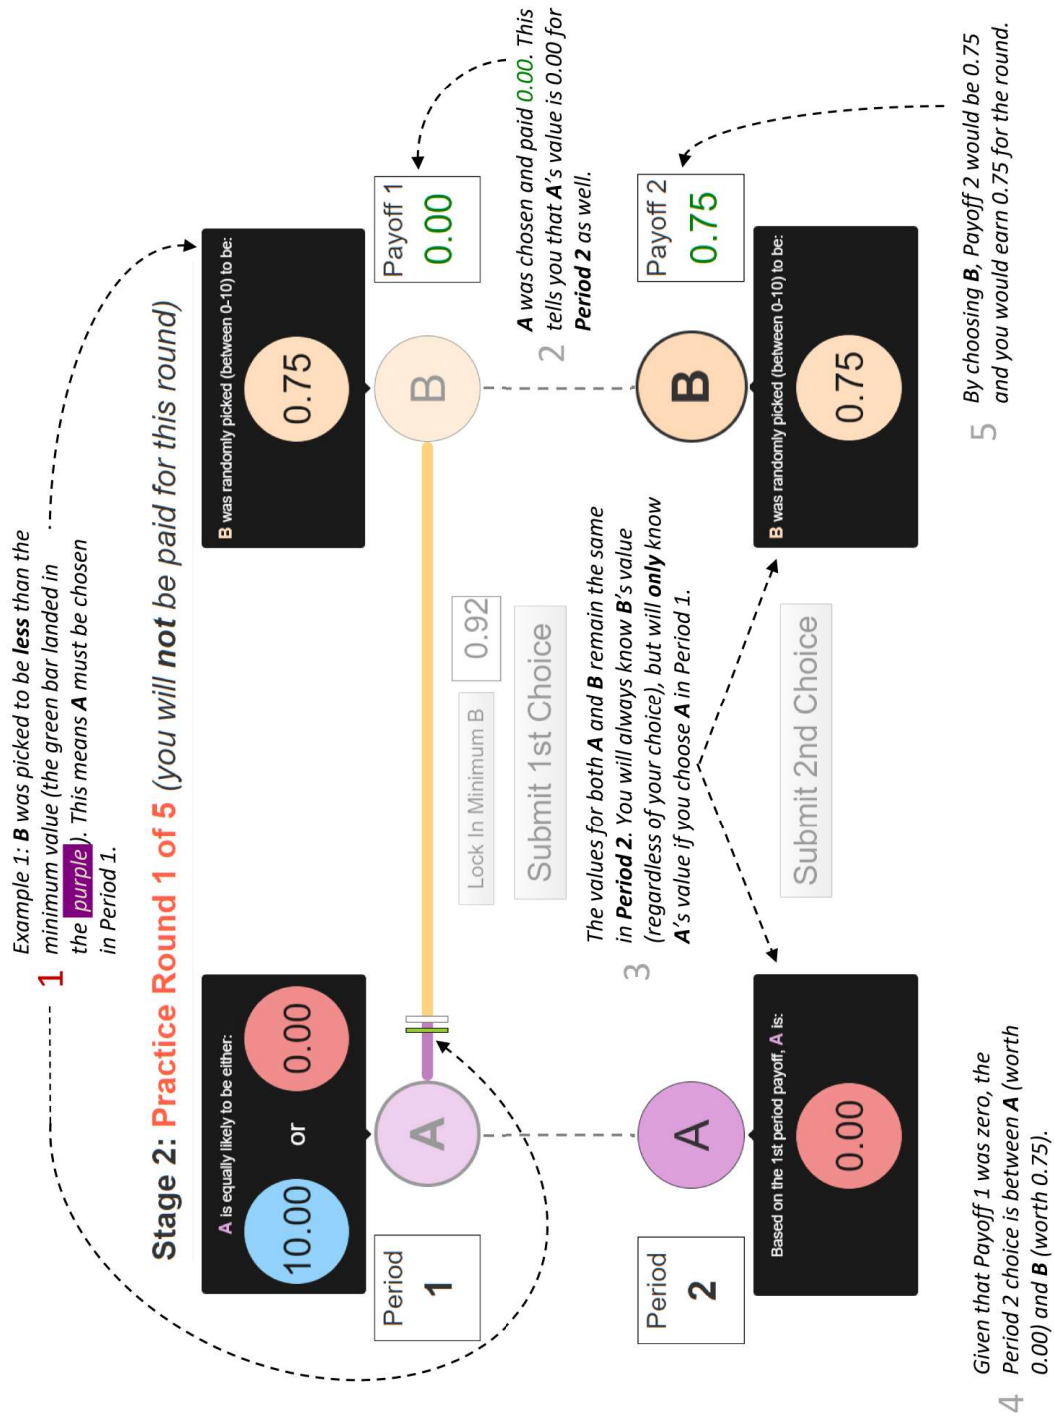 1
Example 1: B was picked to be less than the
minimum value (the green bar landed in
the purple). This means A must be chosen
in Period 1.
Stage 2: Practice Round 1 of 5 (you will not be paid for this round)
A is equally likely to be either:
10.00 or 0.00
B was randomly picked (between 0-10) to be:
0.75
Period
1
A
B
Payoff 1
0.00
Lock In Minimum B
0.92
Submit 1st Choice
2
A was chosen and paid 0.00. This
tells you that A's value is 0.00 for
Period 2 as well.
3
The values for both A and B remain the same
in Period 2. You will always know B's value
(regardless of your choice), but will only know
A's value if you choose A in Period 1.
Period
2
A
B
Payoff 2
0.75
Based on the 1st period payoff, A is:
0.00
Submit 2nd Choice
B was randomly picked (between 0-10) to be:
0.75
4
Given that Payoff 1 was zero, the
Period 2 choice is between A (worth
0.00) and B (worth 0.75).
5
By choosing B, Payoff 2 would be 0.75
and you would earn 0.75 for the round.